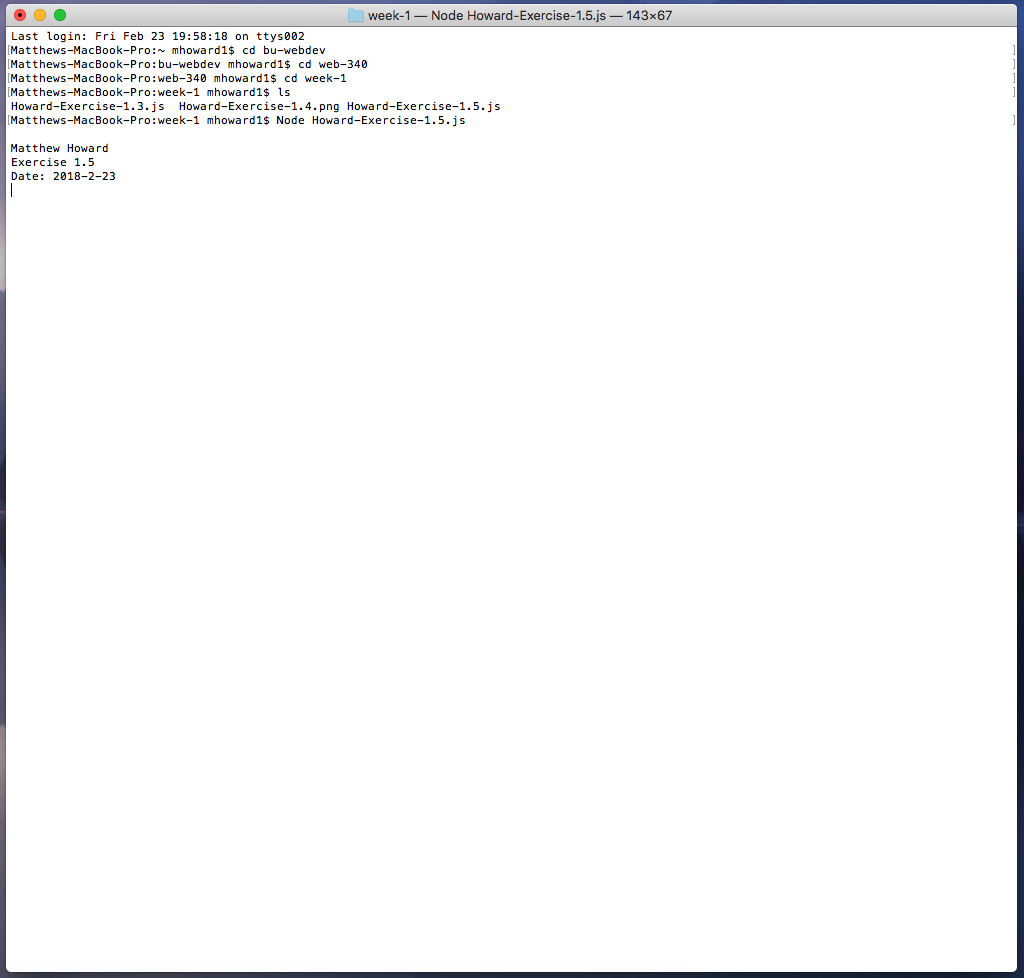 week-1 — Node Howard-Exercise-1.5.js — 143×67
Last login: Fri Feb 23 19:58:18 on ttys002
[Matthews-MacBook-Pro:~ mhoward1$ cd bu-webdev ]
[Matthews-MacBook-Pro:bu-webdev mhoward1$ cd web-340 ]
[Matthews-MacBook-Pro:web-340 mhoward1$ cd week-1 ]
[Matthews-MacBook-Pro:week-1 mhoward1$ ls ]
Howard-Exercise-1.3.js  Howard-Exercise-1.4.png Howard-Exercise-1.5.js
[Matthews-MacBook-Pro:week-1 mhoward1$ Node Howard-Exercise-1.5.js ]
Matthew Howard
Exercise 1.5
Date: 2018-2-23